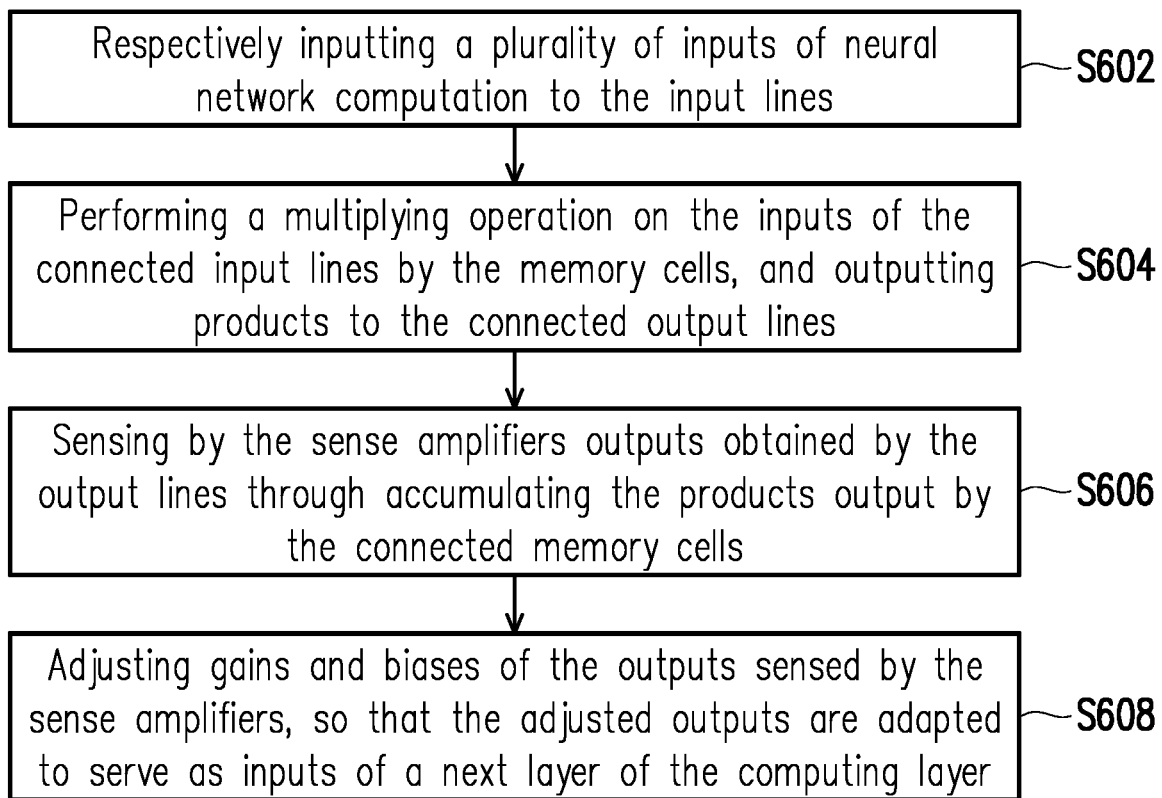 Respectively inputting a plurality of inputs of neural
network computation to the input lines
S602
Performing a multiplying operation on the inputs of the
connected input lines by the memory cells, and outputting
products to the connected output lines
S604
Sensing by the sense amplifiers outputs obtained by the
output lines through accumulating the products output by
the connected memory cells
S606
Adjusting gains and biases of the outputs sensed by the
sense amplifiers, so that the adjusted outputs are adapted
to serve as inputs of a next layer of the computing layer
S608